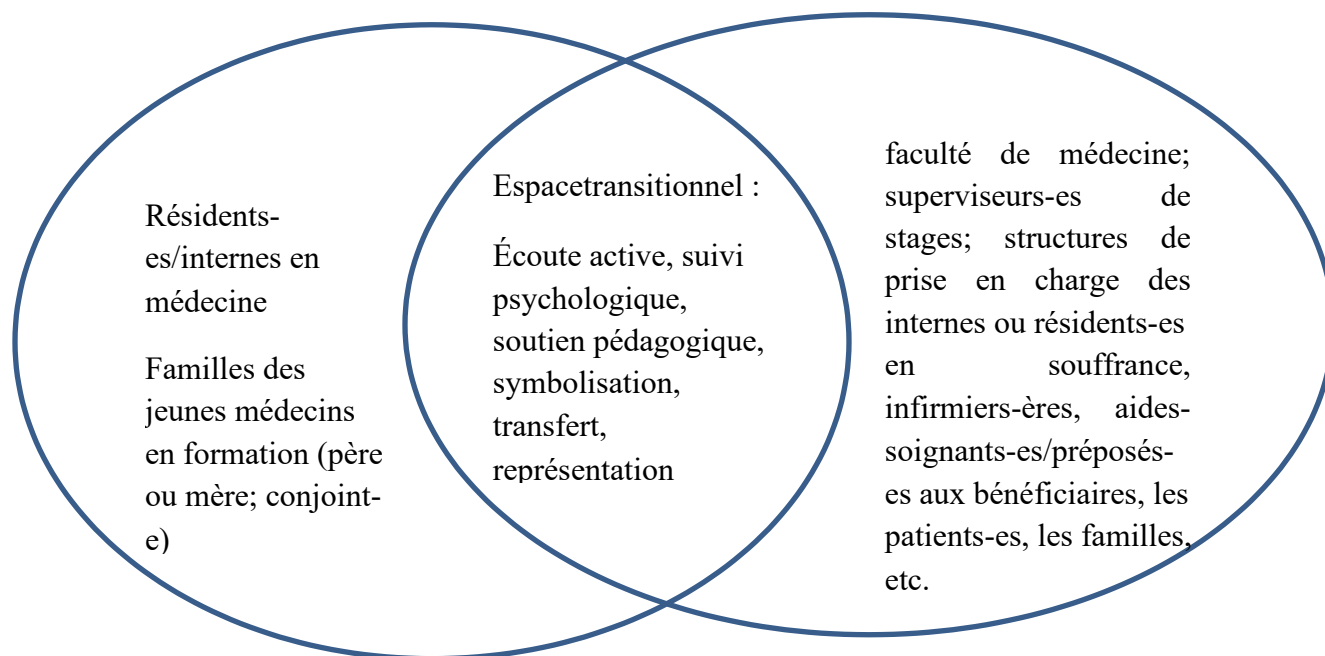 Résidents-
es/internes en
médecine
Familles des
jeunes médecins
en formation (père
ou mère; conjoint-
e)
Espacetransitionnel :
Écoute active, suivi
psychologique,
soutien pédagogique,
symbolisation,
transfert,
représentation
faculté de médecine;
superviseurs-es de
stages; structures de
prise en charge des
internes ou résidents-es
en souffrance,
infirmiers-ères, aides-
soignants-es/préposés-
es aux bénéficiaires, les
patients-es, les familles,
etc.